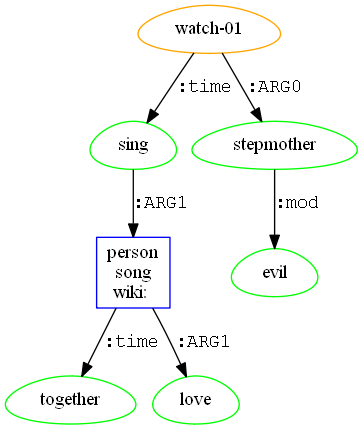 watch-01
:time
:ARG0
sing
stepmother
:ARG1
:mod
person
song
wiki:
evil
:time
:ARG1
together
love